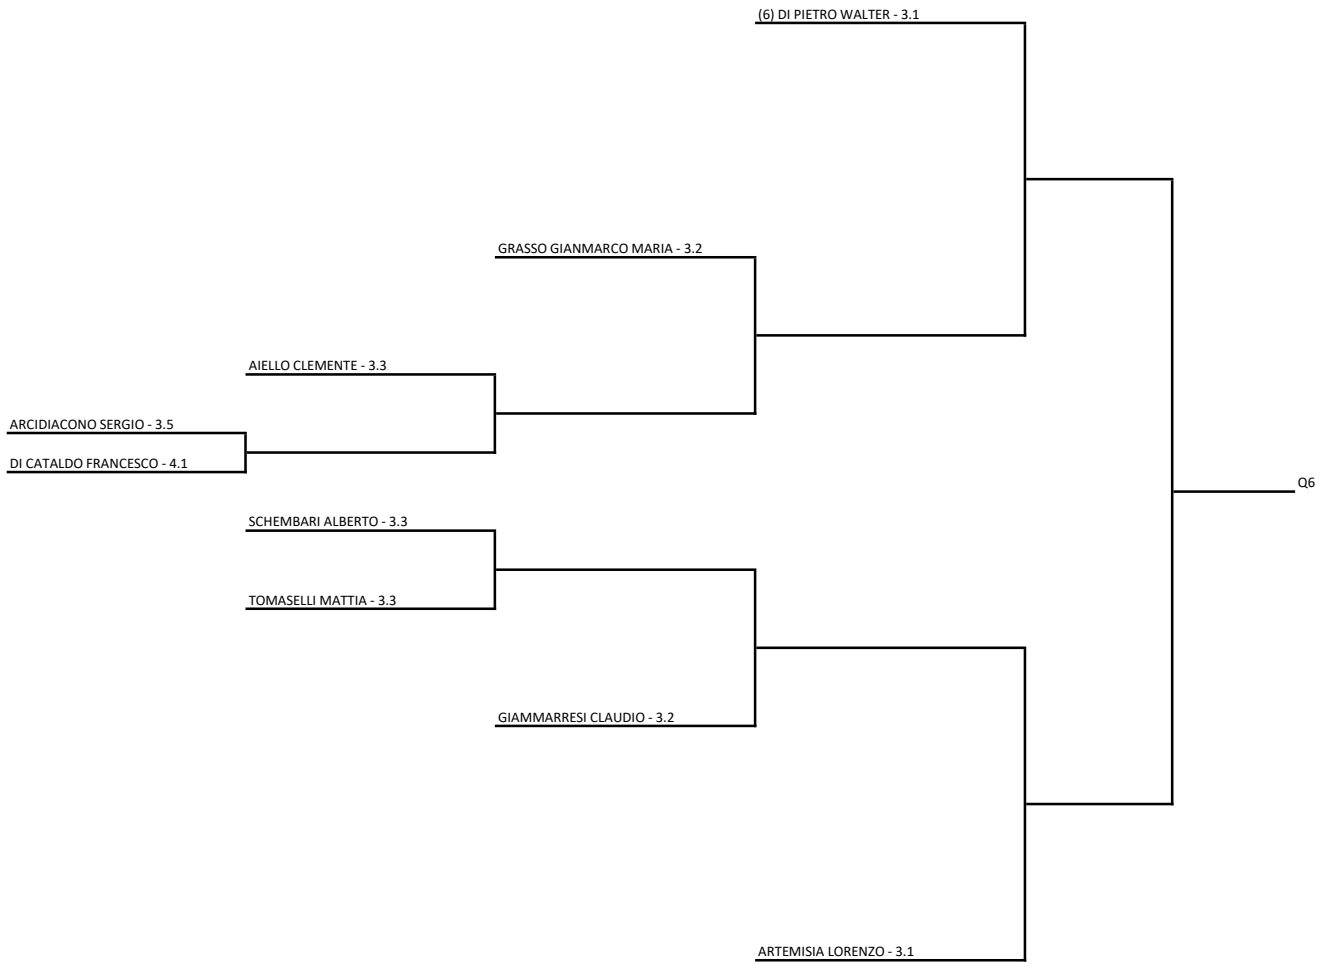 (6) DI PIETRO WALTER - 3.1
GRASSO GIANMARCO MARIA - 3.2
AIELLO CLEMENTE - 3.3
ARCIDIACONO SERGIO - 3.5
DI CATALDO FRANCESCO - 4.1
Q6
SCHEMBARI ALBERTO - 3.3
TOMASELLI MATTIA - 3.3
GIAMMARRESI CLAUDIO - 3.2
ARTEMISIA LORENZO - 3.1